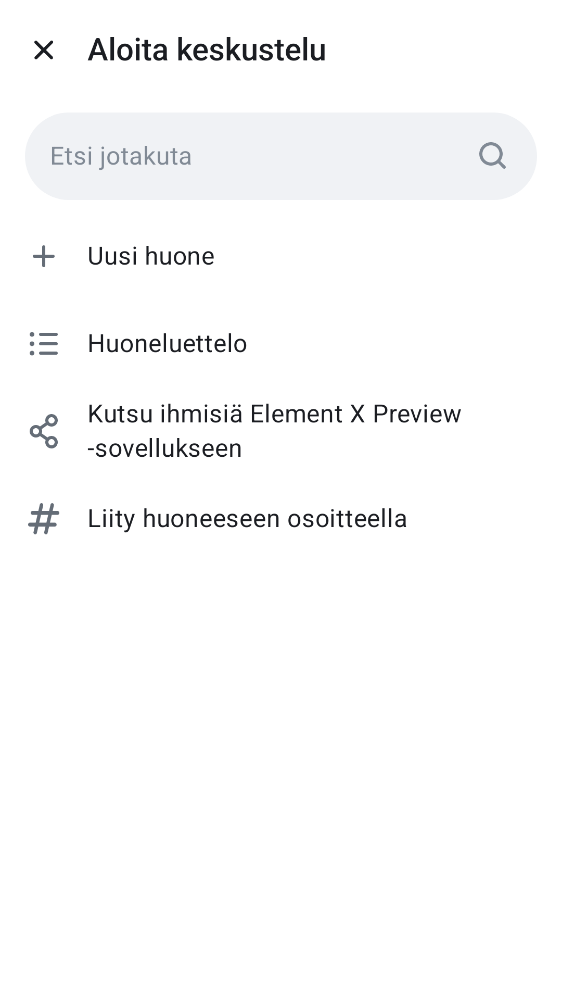 Aloita keskustelu
Etsi jotakuta
Uusi huone
Huoneluettelo
Kutsu ihmisiä Element X Preview
-sovellukseen
Liity huoneeseen osoitteella